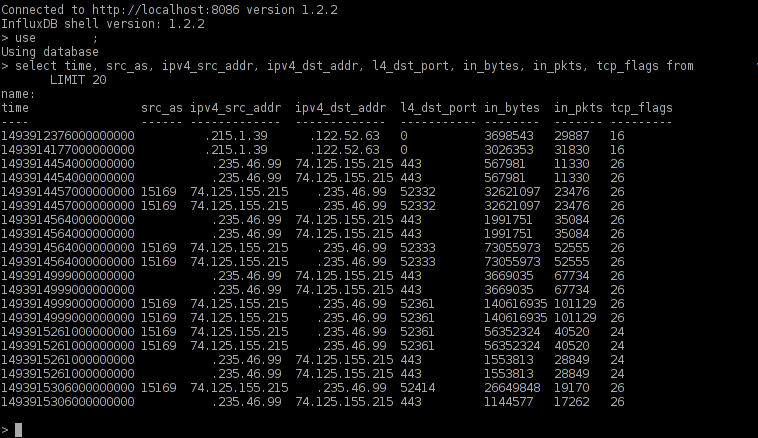 Connected to http://localhost:8086 version 1.2.2
InfluxDB shell version: 1.2.2
> use ;
Using database
> select time, src_as, ipv4_src_addr, ipv4_dst_addr, l4_dst_port, in_bytes, in_pkts, tcp_flags from
LIMIT 20
name:
time src_as ipv4_src_addr ipv4_dst_addr l4_dst_port in_bytes in_pkts tcp_flags
---- ------ ------------- ------------- ----------- -------- ------- ---------
1493912376000000000 .215.1.39 .122.52.63 0 3698543 29887 16
1493914177000000000 .215.1.39 .122.52.63 0 3026353 31830 16
1493914454000000000 .235.46.99 74.125.155.215 443 567981 11330 26
1493914454000000000 .235.46.99 74.125.155.215 443 567981 11330 26
1493914457000000000 15169 74.125.155.215 .235.46.99 52332 32621097 23476 26
1493914457000000000 15169 74.125.155.215 .235.46.99 52332 32621097 23476 26
1493914564000000000 .235.46.99 74.125.155.215 443 1991751 35084 26
1493914564000000000 .235.46.99 74.125.155.215 443 1991751 35084 26
1493914564000000000 15169 74.125.155.215 .235.46.99 52333 73055973 52555 26
1493914564000000000 15169 74.125.155.215 .235.46.99 52333 73055973 52555 26
1493914999000000000 .235.46.99 74.125.155.215 443 3669035 67734 26
1493914999000000000 .235.46.99 74.125.155.215 443 3669035 67734 26
1493914999000000000 15169 74.125.155.215 .235.46.99 52361 140616935 101129 26
1493914999000000000 15169 74.125.155.215 .235.46.99 52361 140616935 101129 26
1493915261000000000 15169 74.125.155.215 .235.46.99 52361 56352324 40520 24
1493915261000000000 15169 74.125.155.215 .235.46.99 52361 56352324 40520 24
1493915261000000000 .235.46.99 74.125.155.215 443 1553813 28849 24
1493915261000000000 .235.46.99 74.125.155.215 443 1553813 28849 24
1493915306000000000 15169 74.125.155.215 .235.46.99 52414 26649848 19170 26
1493915306000000000 .235.46.99 74.125.155.215 443 1144577 17262 26
>